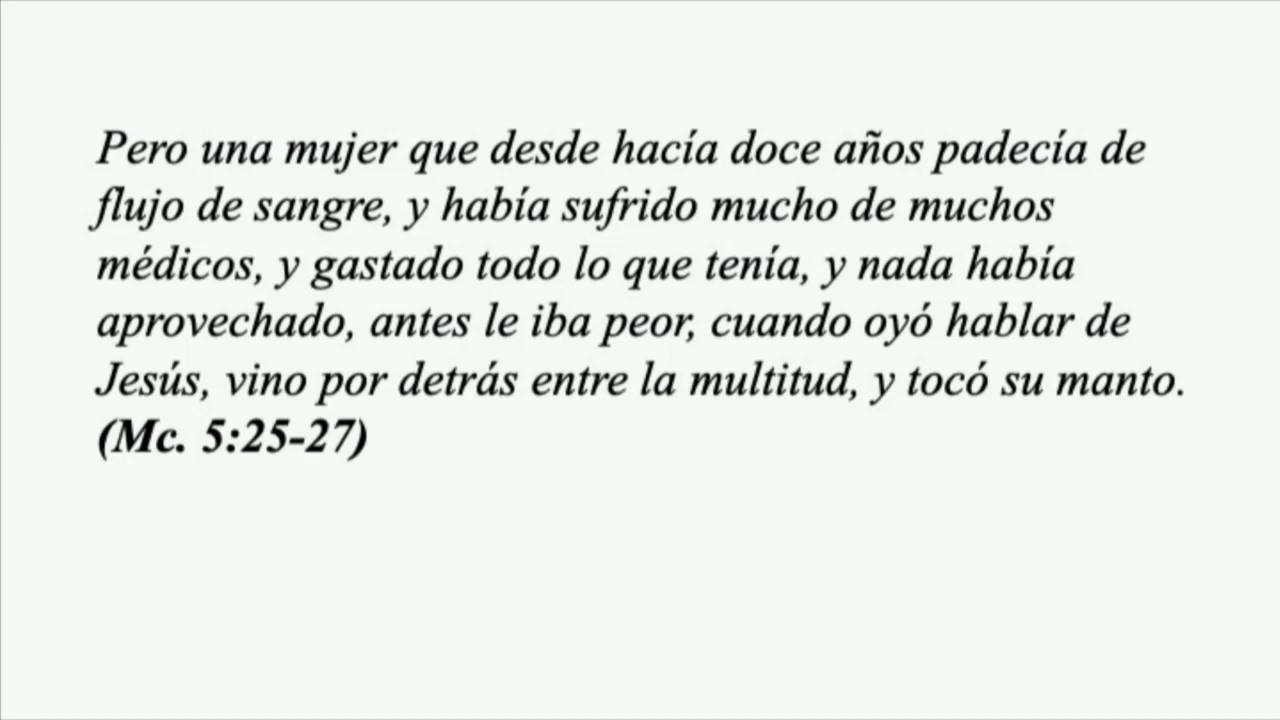 Pero una mujer que desde hacía doce años padecía de
flujo de sangre, y había sufrido mucho de muchos
médicos, y gastado todo lo que tenía, y nada había
aprovechado, antes le iba peor, cuando oyó hablar de
Jesús, vino por detrás entre la multitud, y tocó su manto.
(Mc. 5:25-27)